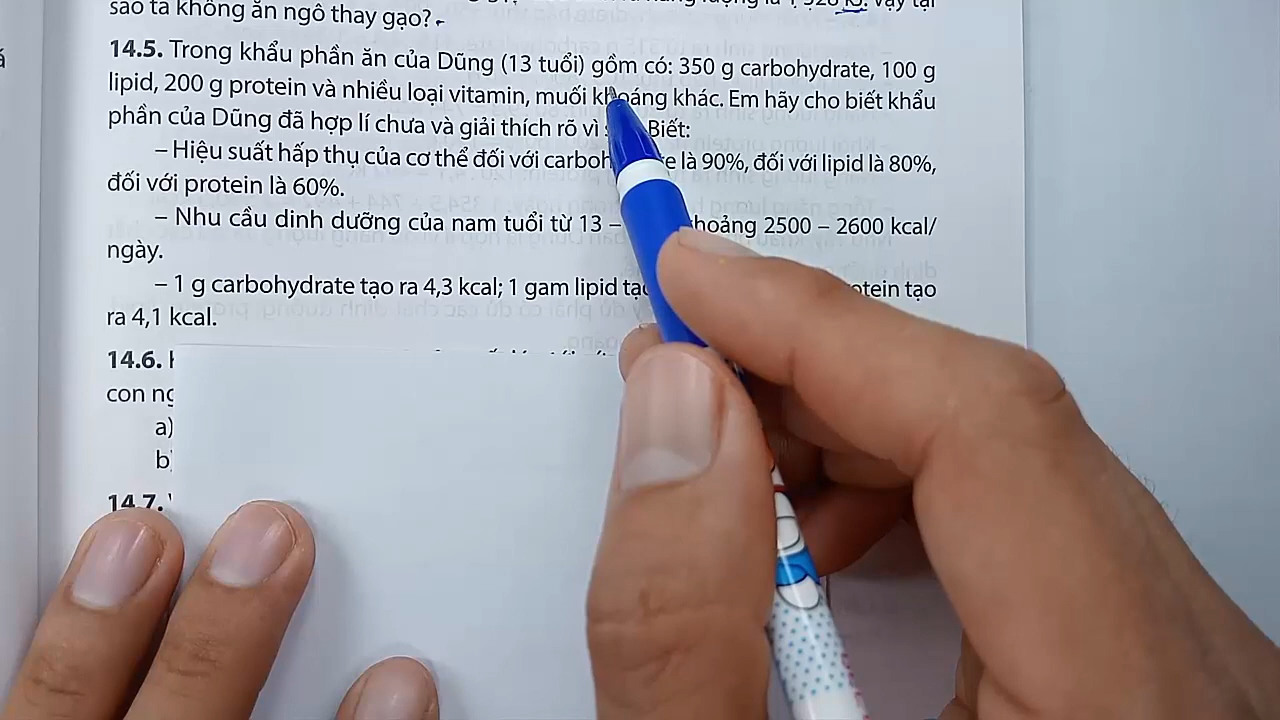 sao ta không ăn ngô thay gạo?
14.5. Trong khẩu phần ăn của Dũng (13 tuổi) gồm có: 350 g carbohydrate, 100 g
lipid, 200 g protein và nhiều loại vitamin, muối khoáng khác. Em hãy cho biết khẩu
phần của Dũng đã hợp lí chưa và giải thích rõ vì Biết:
– Hiệu suất hấp thụ của cơ thể đối với là 90%, đối với lipid là 80%,
đối với protein là 60%.
– Nhu cầu dinh dưỡng của nam tuổi từ 13 – khoảng 2500 – 2600 kcal/
ngày.
– 1 g carbohydrate tạo ra 4,3 kcal; 1 gam lipid tạo protein tạo
ra 4,1 kcal.
14.6.
con
a)
b)
14.7.